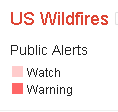 US Wildfires
Public Alerts
Watch
Warning